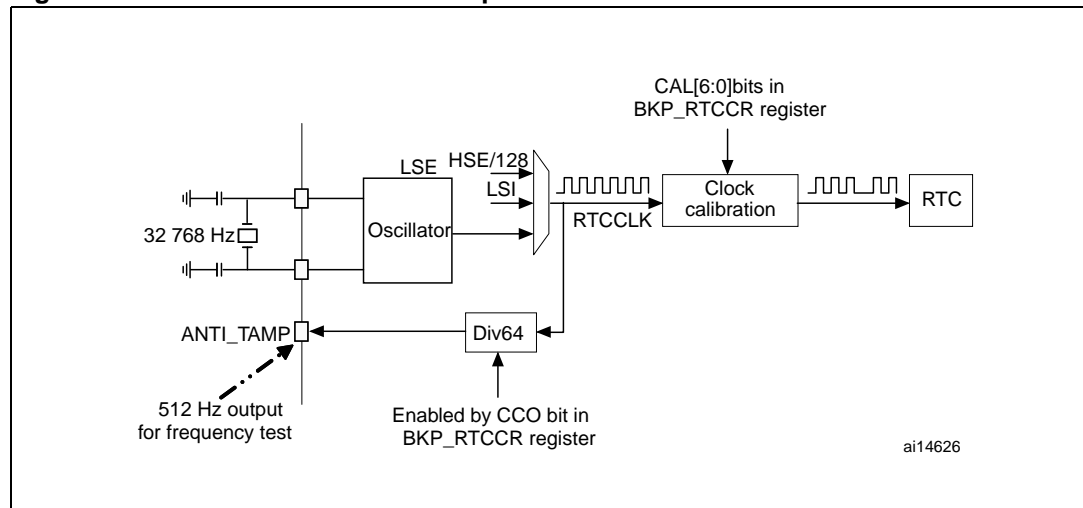 CAL[6:0]bits in
BKP_RTCCR register
LSE
HSE/128
LSI
Oscillator
RTCCLK
Clock
calibration
RTC
32 768 Hz
ANTI_TAMP
Div64
512 Hz output
for frequency test
Enabled by CCO bit in
BKP_RTCCR register
ai14626